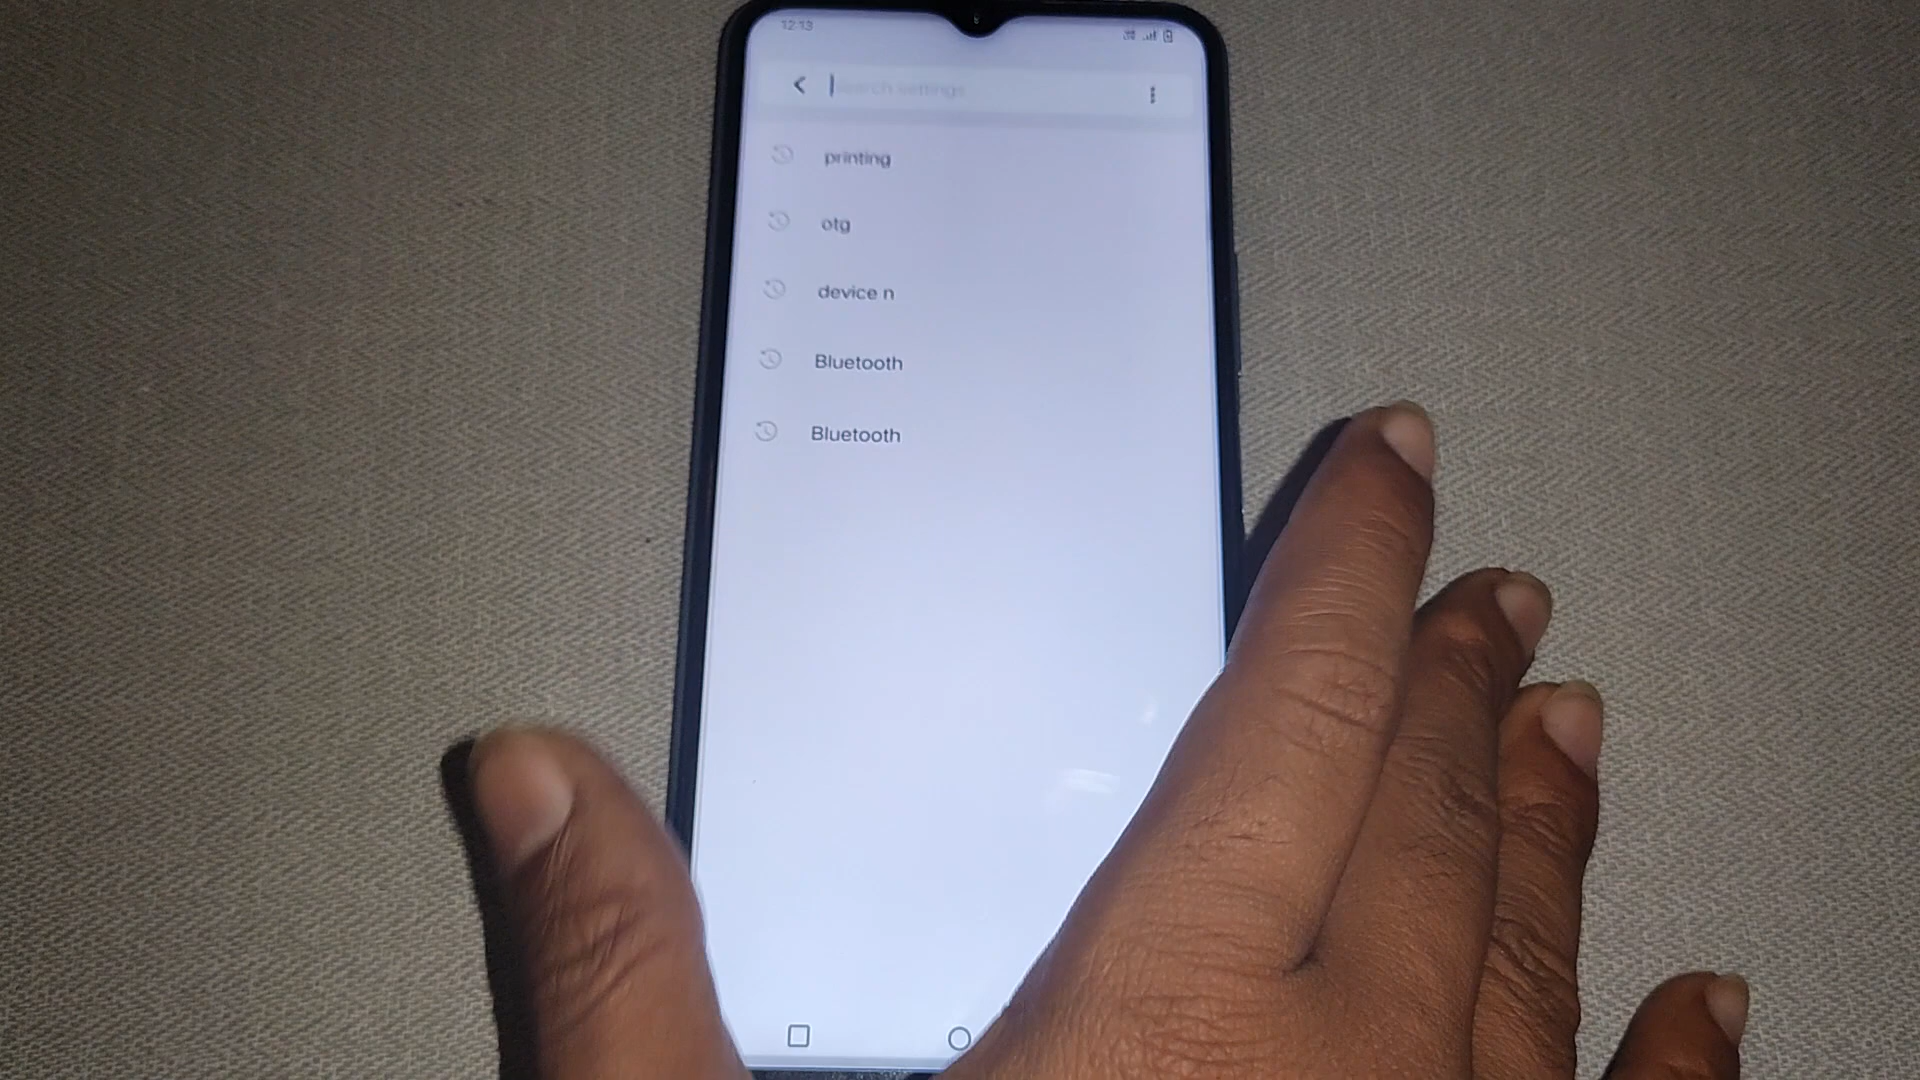 12:13
Search settings
printing
otg
device n
Bluetooth
Bluetooth